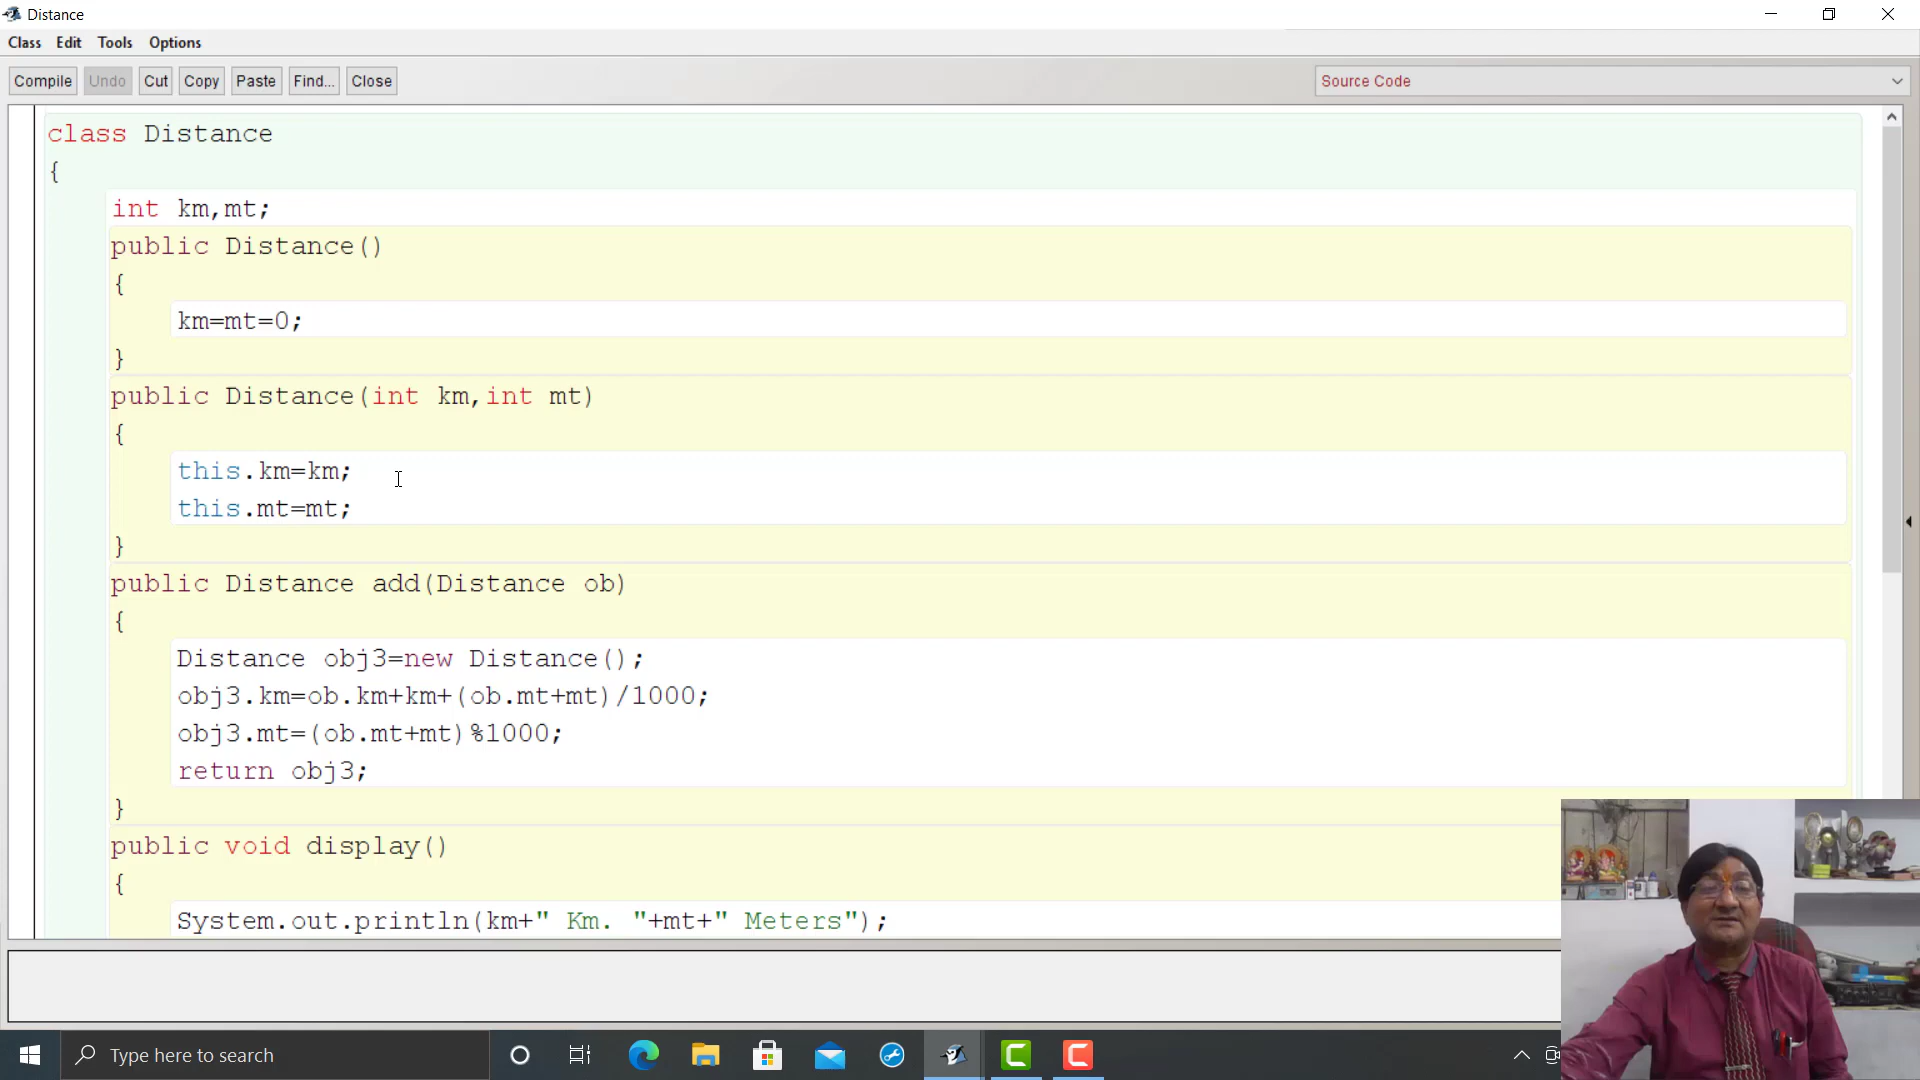 Distance
Class Edit Tools Options
Compile Undo Cut Copy Paste Find... Close Source Code
class Distance
{
int km,mt;
public Distance()
{
km=mt=0;
}
public Distance(int km,int mt)
{
this.km=km;
this.mt=mt;
}
public Distance add(Distance ob)
{
Distance obj3=new Distance();
obj3.km=ob.km+km+(ob.mt+mt)/1000;
obj3.mt=(ob.mt+mt)%1000;
return obj3;
}
public void display()
{
System.out.println(km+" Km. "+mt+" Meters");
Type here to search